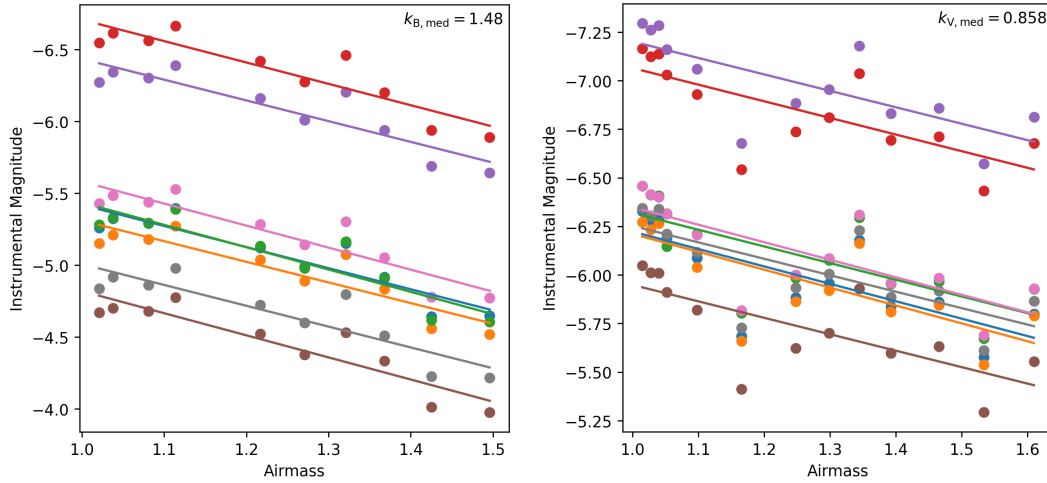 k_B, med = 1.48
−6.5
−6.0
−5.5
−5.0
−4.5
−4.0
Instrumental Magnitude
1.0 1.1 1.2 1.3 1.4 1.5
Airmass
k_V, med = 0.858
−7.25
−7.00
−6.75
−6.50
−6.25
−6.00
−5.75
−5.50
−5.25
Instrumental Magnitude
1.0 1.1 1.2 1.3 1.4 1.5 1.6
Airmass